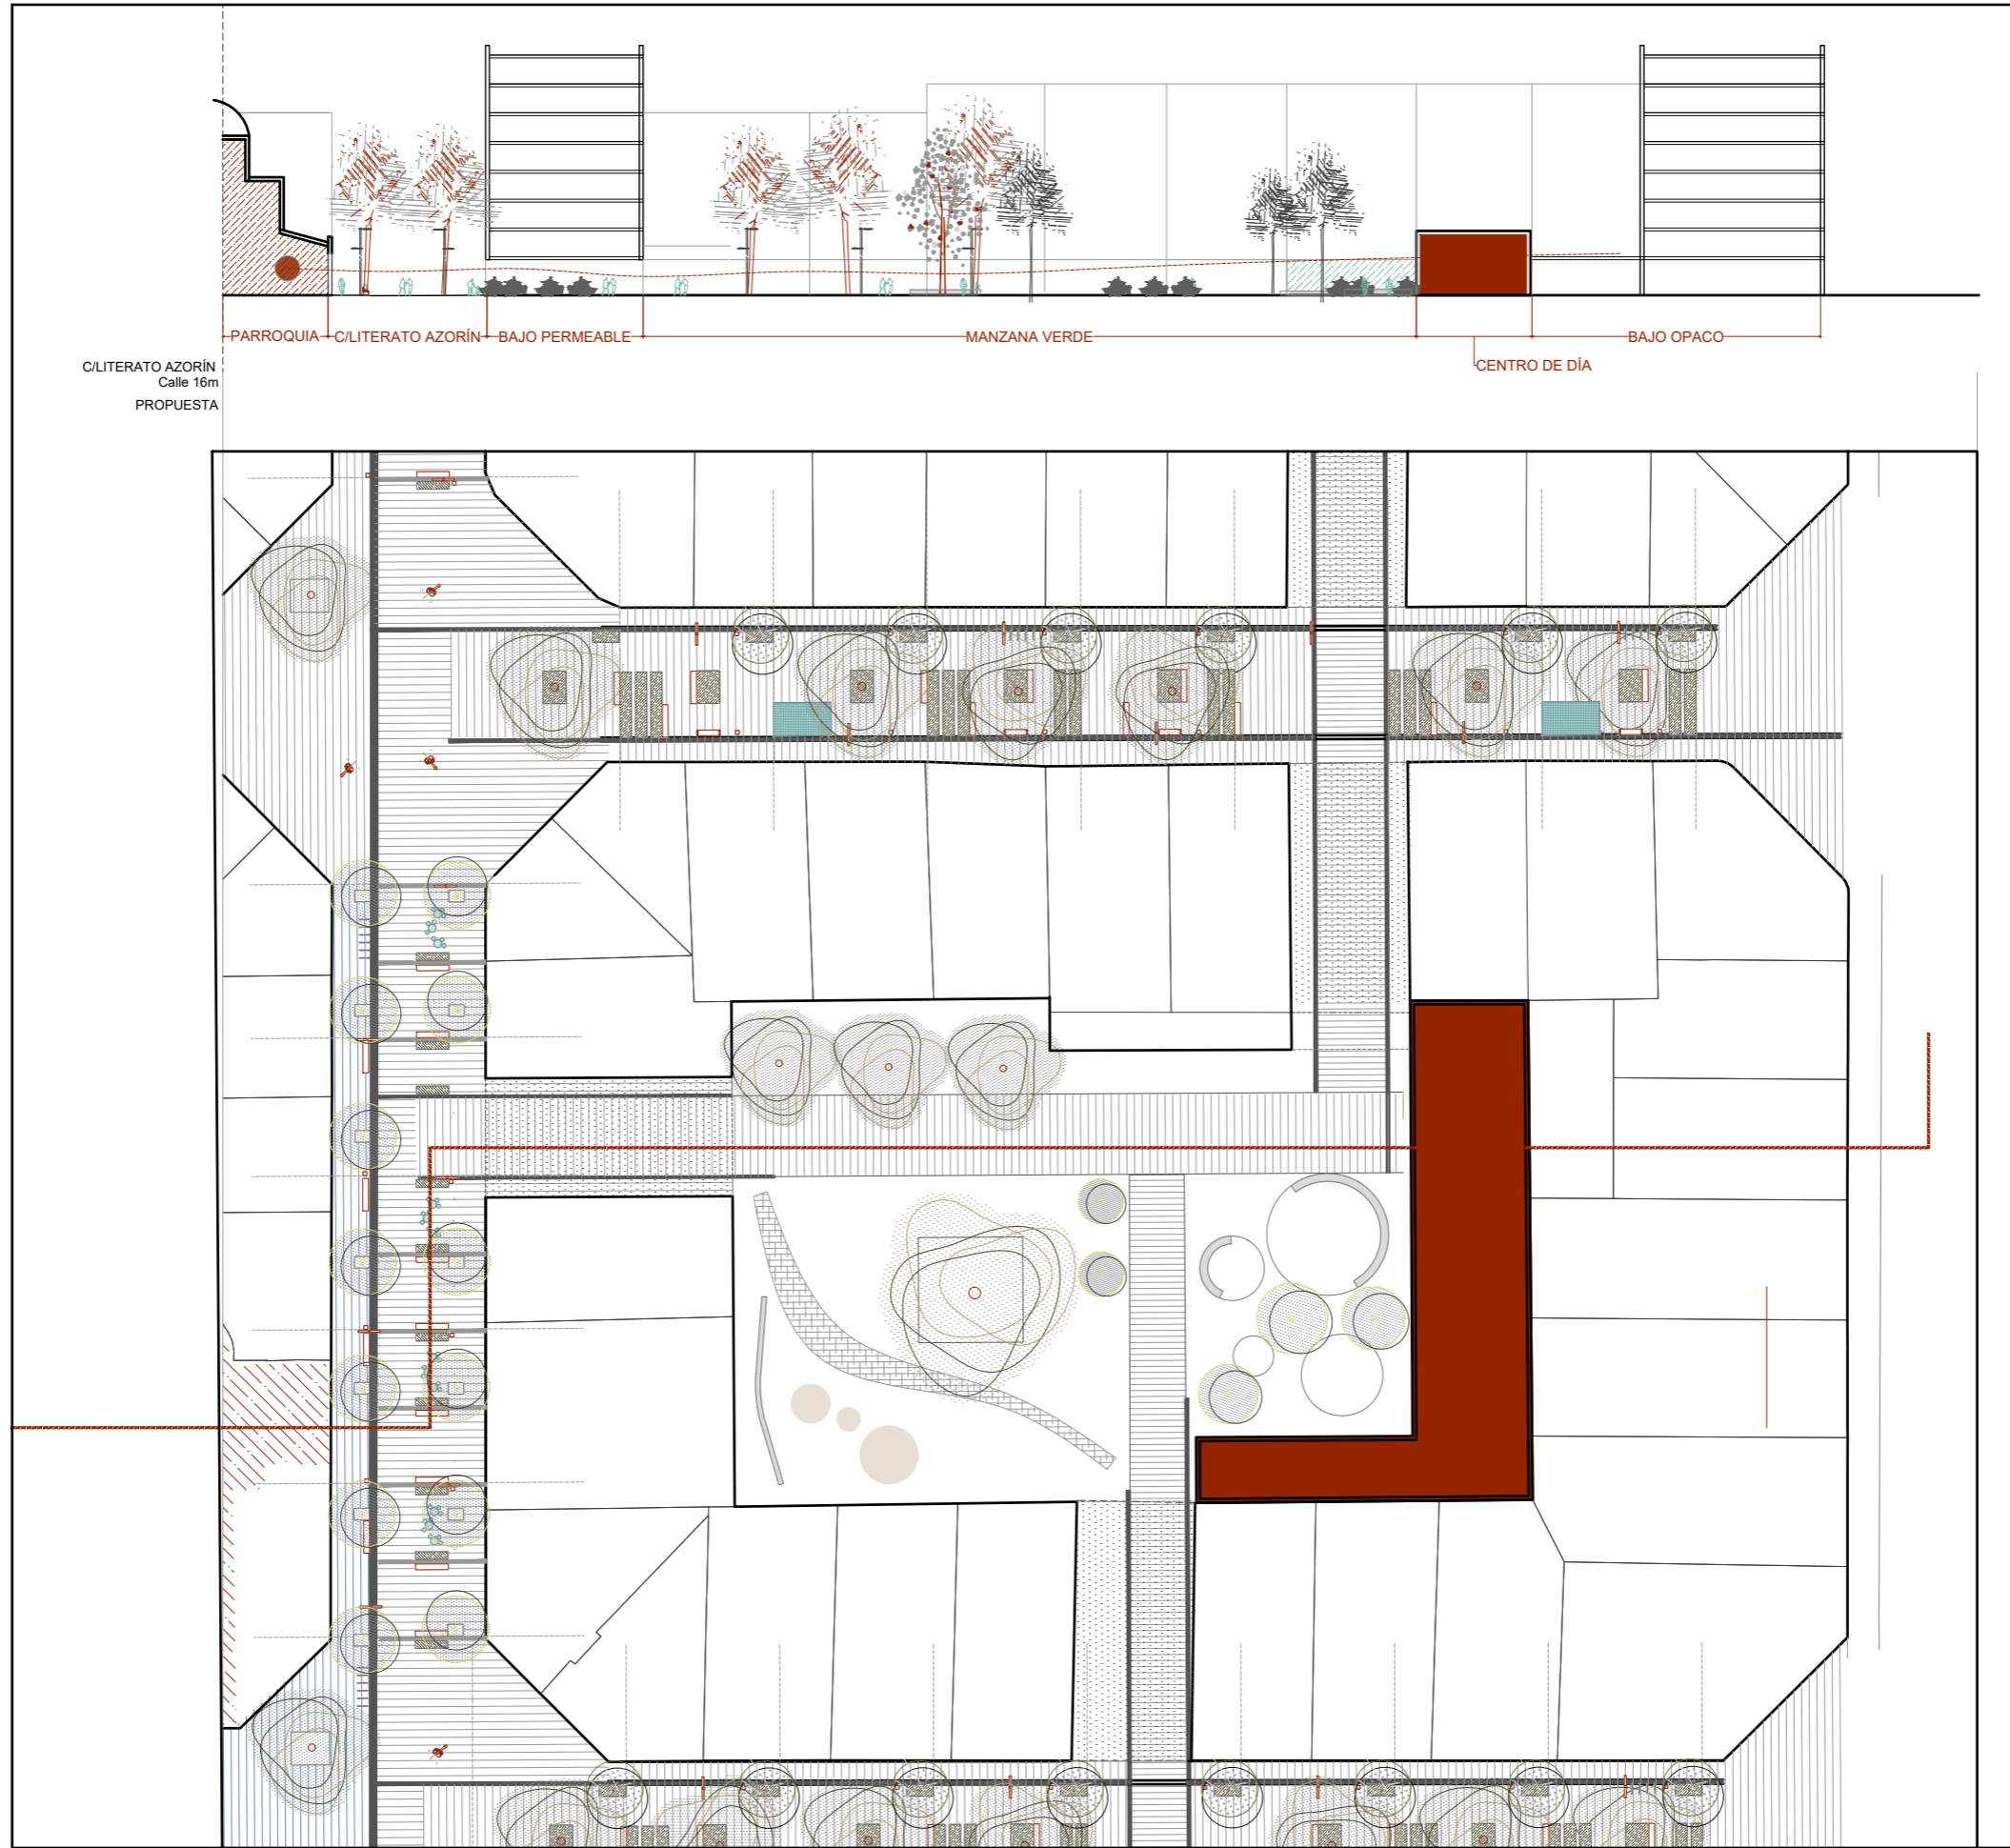 PARROQUIA C/LITERATO AZORÍN BAJO PERMEABLE MANZANA VERDE BAJO OPACO
CENTRO DE DÍA
C/LITERATO AZORÍN
Calle 16m
PROPUESTA